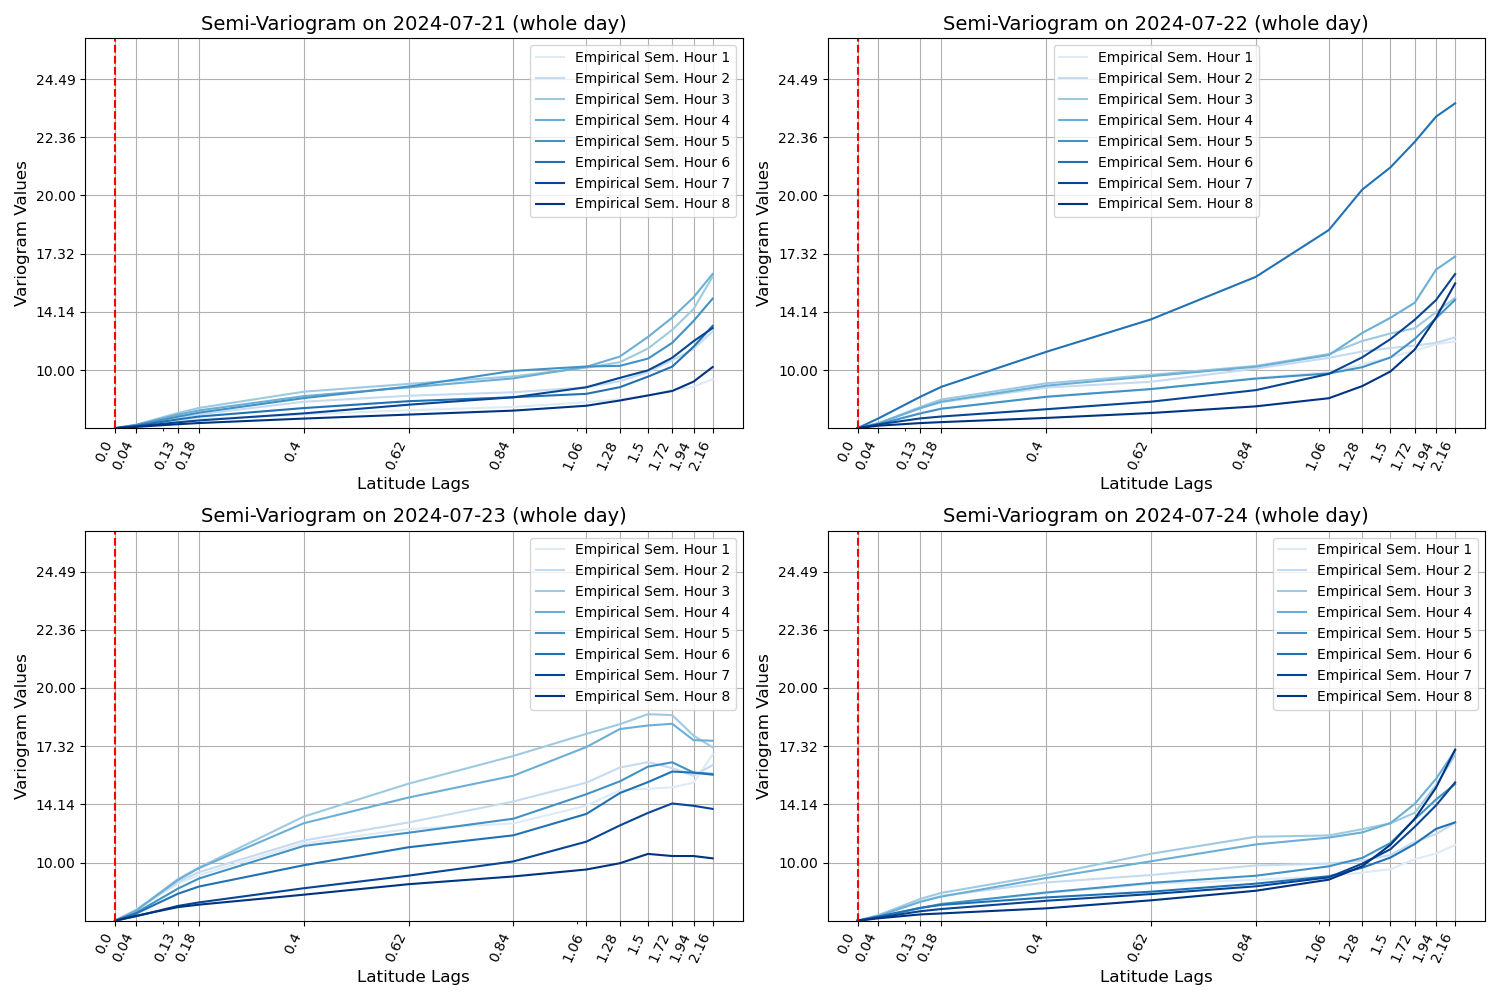 Semi-Variogram on 2024-07-21 (whole day)
Variogram Values
24.49
22.36
20.00
17.32
14.14
10.00
Empirical Sem. Hour 1
Empirical Sem. Hour 2
Empirical Sem. Hour 3
Empirical Sem. Hour 4
Empirical Sem. Hour 5
Empirical Sem. Hour 6
Empirical Sem. Hour 7
Empirical Sem. Hour 8
0.0 0.04 0.13 0.18 0.4 0.62 0.84 1.06 1.28 1.5 1.72 1.94 2.16
Latitude Lags
Semi-Variogram on 2024-07-22 (whole day)
Variogram Values
24.49
22.36
20.00
17.32
14.14
10.00
Empirical Sem. Hour 1
Empirical Sem. Hour 2
Empirical Sem. Hour 3
Empirical Sem. Hour 4
Empirical Sem. Hour 5
Empirical Sem. Hour 6
Empirical Sem. Hour 7
Empirical Sem. Hour 8
0.0 0.04 0.13 0.18 0.4 0.62 0.84 1.06 1.28 1.5 1.72 1.94 2.16
Latitude Lags
Semi-Variogram on 2024-07-23 (whole day)
Variogram Values
24.49
22.36
20.00
17.32
14.14
10.00
Empirical Sem. Hour 1
Empirical Sem. Hour 2
Empirical Sem. Hour 3
Empirical Sem. Hour 4
Empirical Sem. Hour 5
Empirical Sem. Hour 6
Empirical Sem. Hour 7
Empirical Sem. Hour 8
0.0 0.04 0.13 0.18 0.4 0.62 0.84 1.06 1.28 1.5 1.72 1.94 2.16
Latitude Lags
Semi-Variogram on 2024-07-24 (whole day)
Variogram Values
24.49
22.36
20.00
17.32
14.14
10.00
Empirical Sem. Hour 1
Empirical Sem. Hour 2
Empirical Sem. Hour 3
Empirical Sem. Hour 4
Empirical Sem. Hour 5
Empirical Sem. Hour 6
Empirical Sem. Hour 7
Empirical Sem. Hour 8
0.0 0.04 0.13 0.18 0.4 0.62 0.84 1.06 1.28 1.5 1.72 1.94 2.16
Latitude Lags